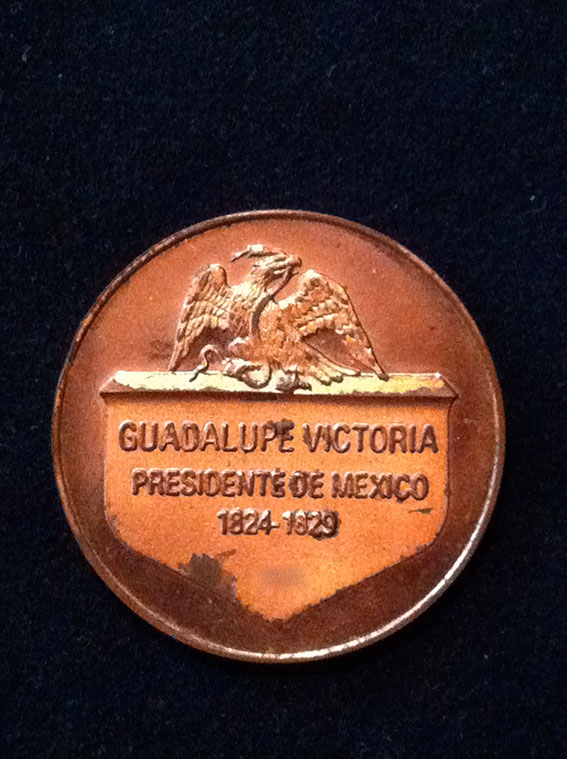 GUADALUPE VICTORIA
PRESIDENTE DE MEXICO
1824-1829